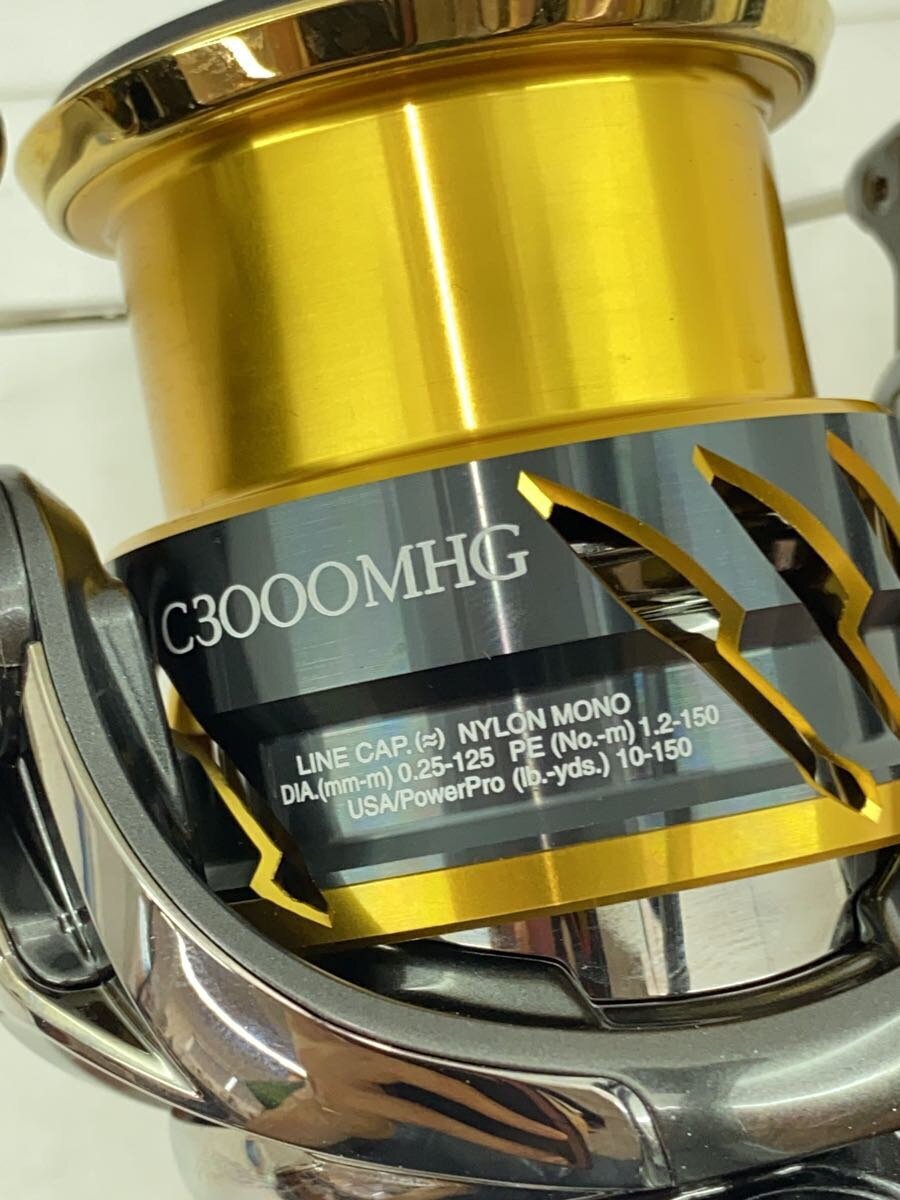 C3000MHG
LINE CAP.(≈) NYLON MONO
DIA.(mm-m) 0.25-125 PE (No.-m) 1.2-150
USA/PowerPro (lb.-yds.) 10-150